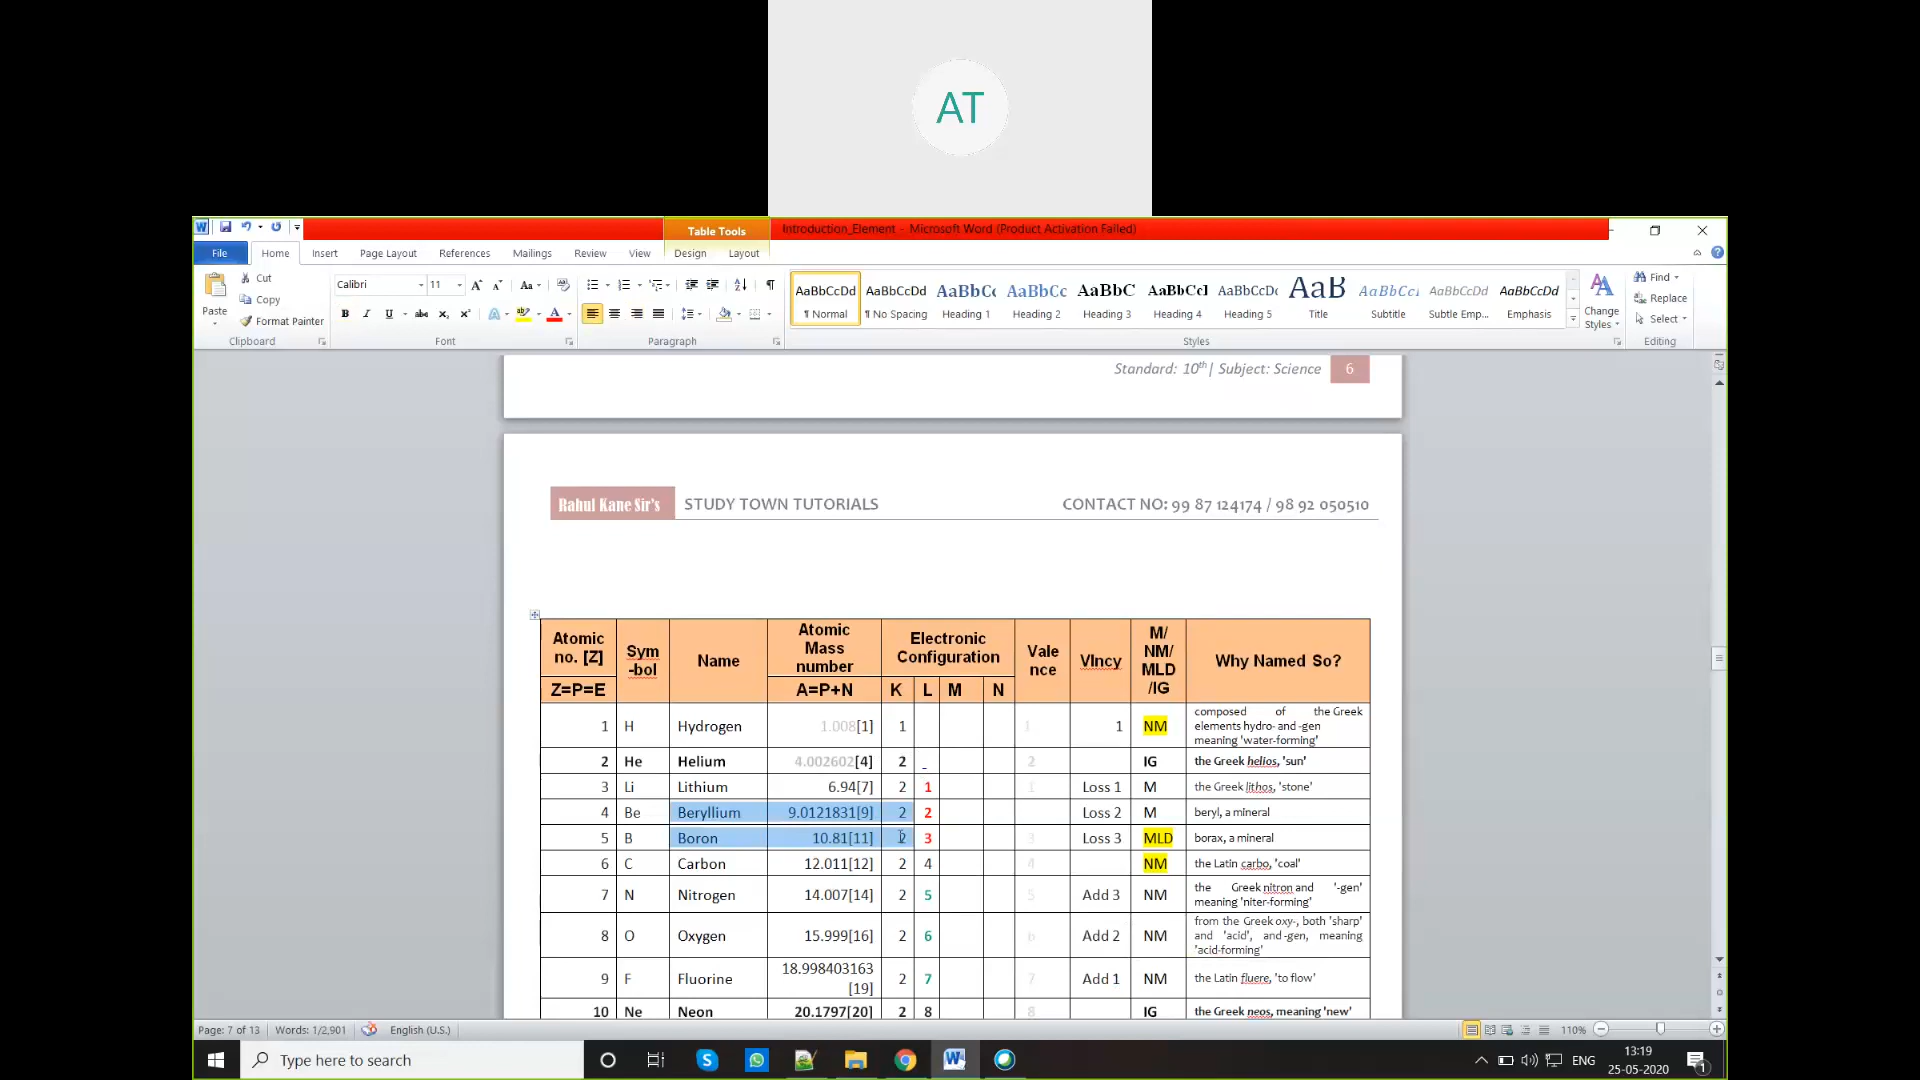 AT
Table Tools
Introduction_Element - Microsoft Word (Product Activation Failed)
File Home Insert Page Layout References Mailings Review View Design Layout
Cut
Copy
Format Painter
Paste
Calibri 11
AaBbCcDd AaBbCcDd AaBbCc AaBbCc AaBbC AaBbCcI AaBbCcDc AaB AaBbCcI AaBbCcDd AaBbCcDd
¶ Normal ¶ No Spacing Heading 1 Heading 2 Heading 3 Heading 4 Heading 5 Title Subtitle Subtle Emp... Emphasis
Change Styles
Find
Replace
Select
Clipboard Font Paragraph Styles Editing
Standard: 10th| Subject: Science 6
Rahul Kane Sir's STUDY TOWN TUTORIALS CONTACT NO: 99 87 124174 / 98 92 050510
Atomic no. [Z] Sym-bol Name Atomic Mass number Electronic Configuration Vale nce Vlncy M/ NM/ MLD /IG Why Named So?
Z=P=E A=P+N K L M N
1 H Hydrogen 1.008[1] 1 1 1 NM composed of the Greek elements hydro- and -gen meaning 'water-forming'
2 He Helium 4.002602[4] 2 - 2 IG the Greek helios, 'sun'
3 Li Lithium 6.94[7] 2 1 1 Loss 1 M the Greek lithos, 'stone'
4 Be Beryllium 9.0121831[9] 2 2 Loss 2 M beryl, a mineral
5 B Boron 10.81[11] 2 3 3 Loss 3 MLD borax, a mineral
6 C Carbon 12.011[12] 2 4 4 NM the Latin carbo, 'coal'
7 N Nitrogen 14.007[14] 2 5 5 Add 3 NM the Greek nitron and '-gen' meaning 'niter-forming'
8 O Oxygen 15.999[16] 2 6 6 Add 2 NM from the Greek oxy-, both 'sharp' and 'acid', and -gen, meaning 'acid-forming'
9 F Fluorine 18.998403163 [19] 2 7 7 Add 1 NM the Latin fluere, 'to flow'
10 Ne Neon 20.1797[20] 2 8 8 IG the Greek neos, meaning 'new'
Page: 7 of 13 Words: 1/2,901 English (U.S.) 110%
Type here to search
ENG
13:19
25-05-2020
1